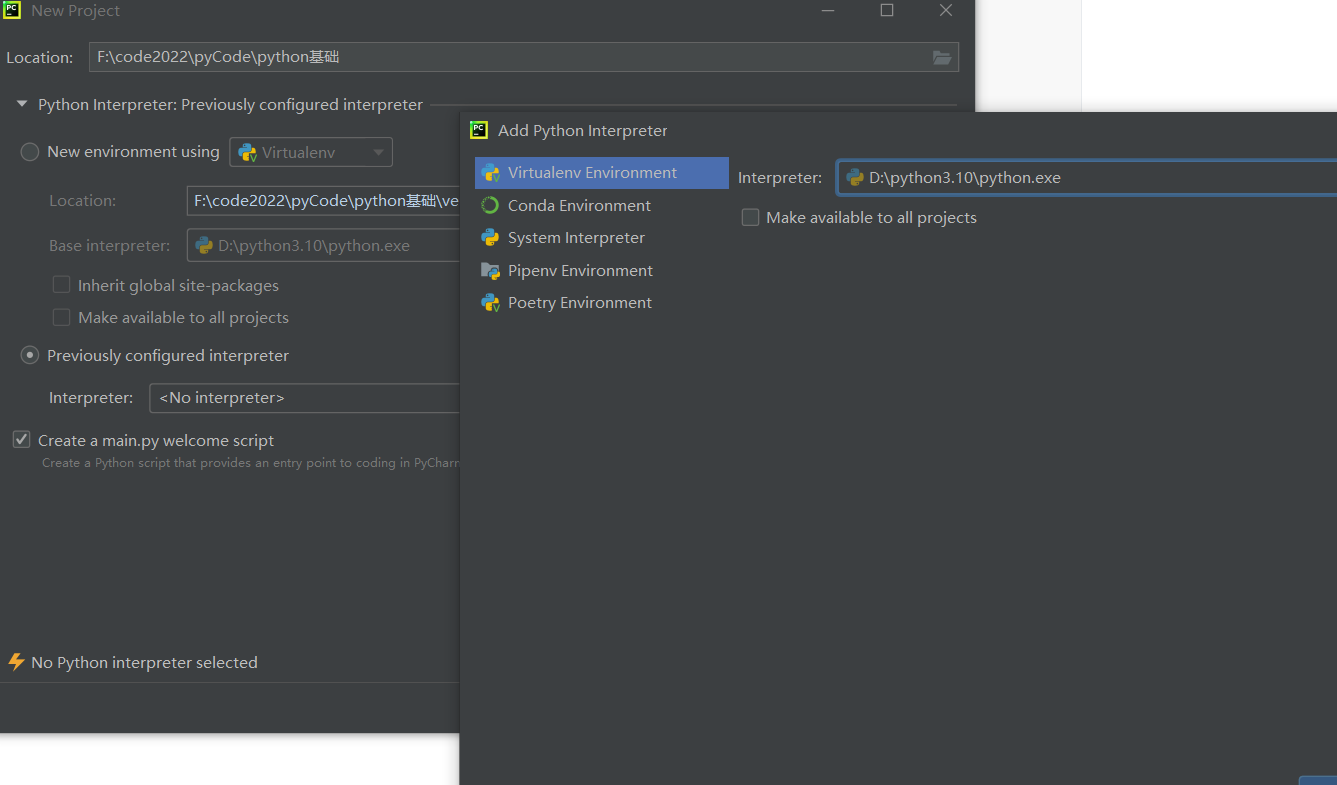 New Project
Location: F:\code2022\pyCode\python基础
Python Interpreter: Previously configured interpreter
New environment using Virtualenv
Location: F:\code2022\pyCode\python基础\ve
Base interpreter: D:\python3.10\python.exe
Inherit global site-packages
Make available to all projects
Previously configured interpreter
Interpreter: <No interpreter>
Create a main.py welcome script
Create a Python script that provides an entry point to coding in PyCharm
No Python interpreter selected
Add Python Interpreter
Virtualenv Environment
Conda Environment
System Interpreter
Pipenv Environment
Poetry Environment
Interpreter: D:\python3.10\python.exe
Make available to all projects